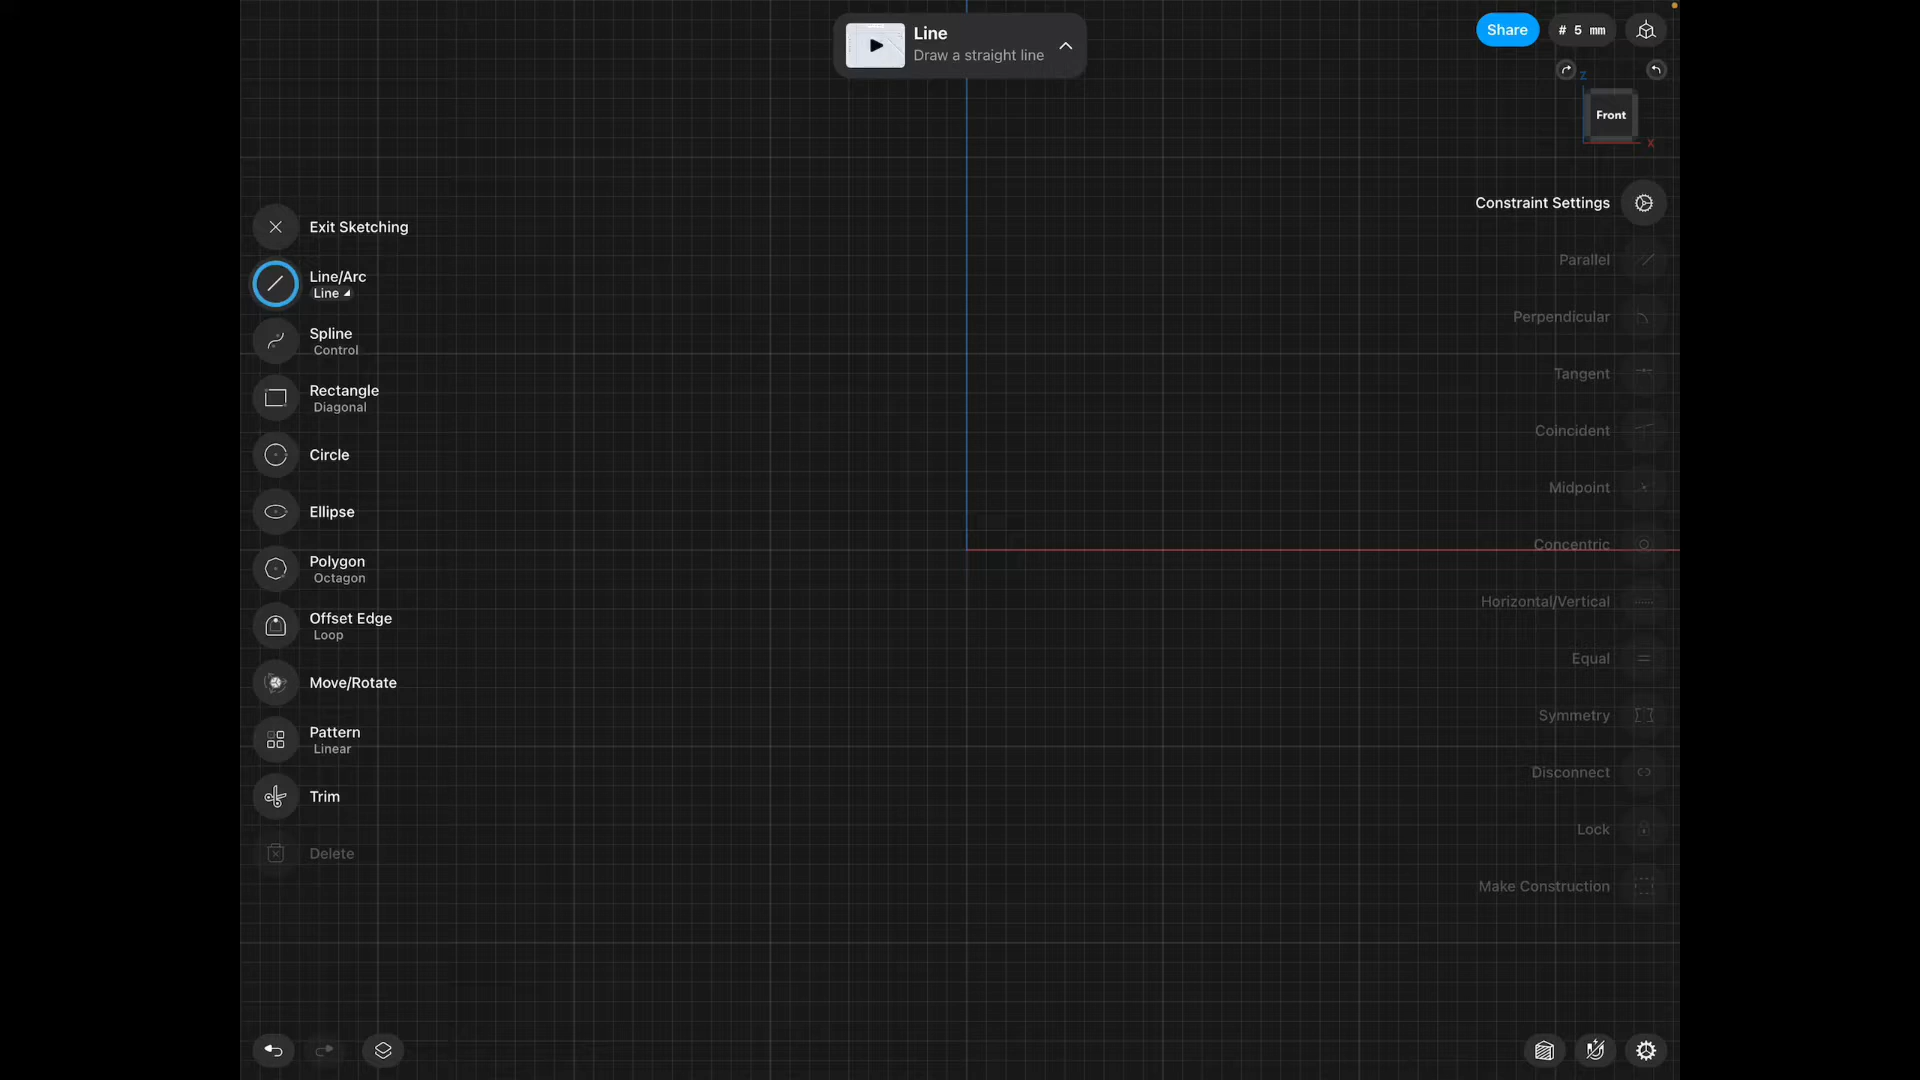 Line
Draw a straight line
Share
# 5 mm
Z
Front
X
Exit Sketching
Line/Arc
Line
Spline
Control
Rectangle
Diagonal
Circle
Ellipse
Polygon
Octagon
Offset Edge
Loop
Move/Rotate
Pattern
Linear
Trim
Delete
Constraint Settings
Parallel
Perpendicular
Tangent
Coincident
Midpoint
Concentric
Horizontal/Vertical
Equal
Symmetry
Disconnect
Lock
Make Construction